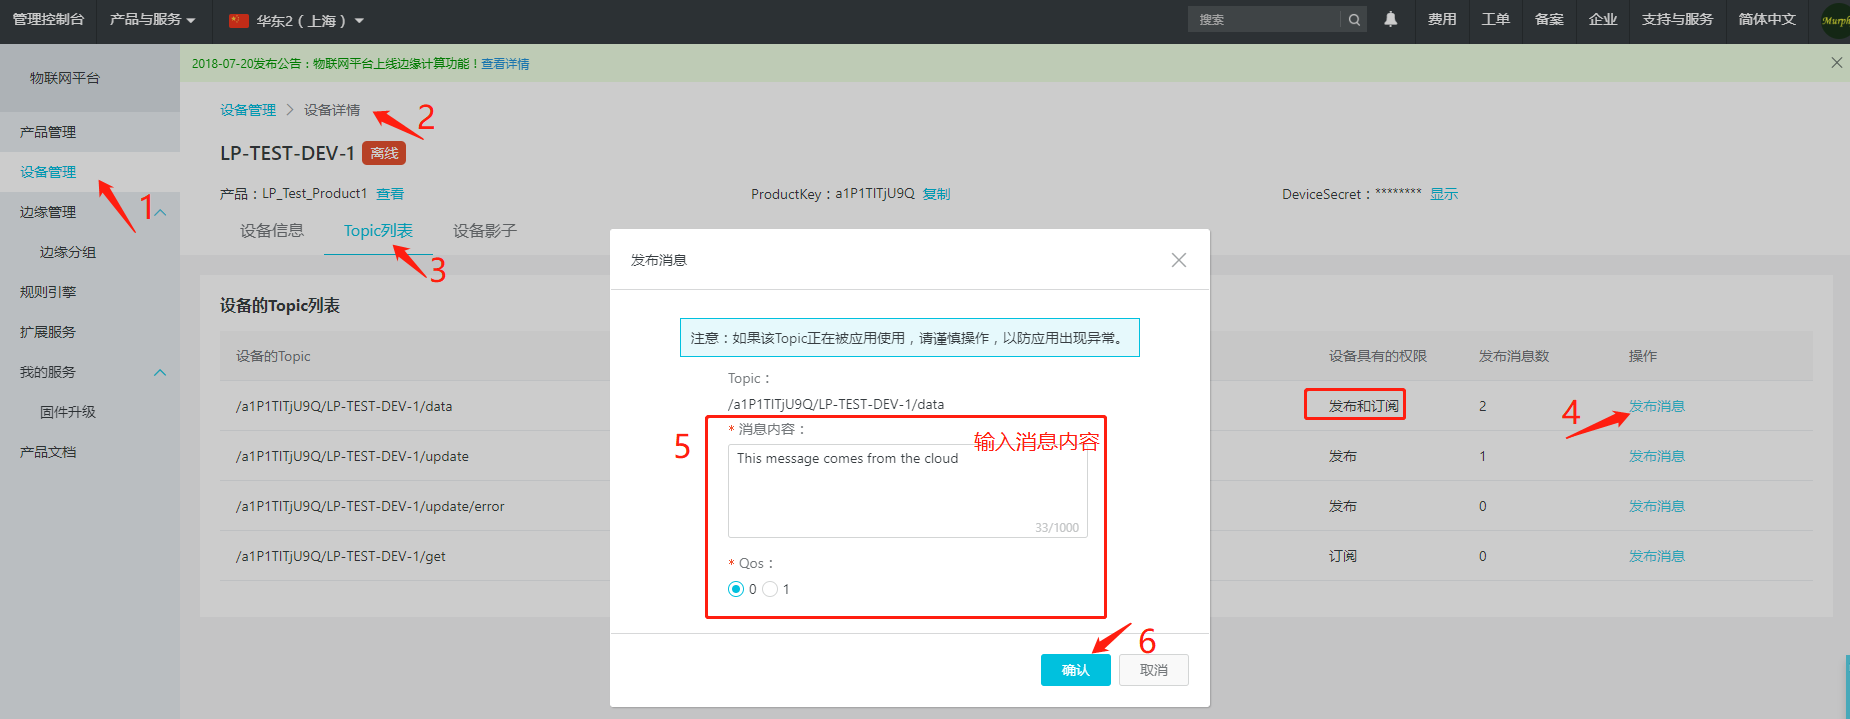 管理控制台 产品与服务 华东2（上海） 搜索 费用 工单 备案 企业 支持与服务 简体中文
物联网平台
产品管理
设备管理
边缘管理
边缘分组
规则引擎
扩展服务
我的服务
固件升级
产品文档
1
2018-07-20发布公告：物联网平台上线边缘计算功能！查看详情
设备管理 > 设备详情
2
LP-TEST-DEV-1 离线
产品：LP_Test_Product1 查看 ProductKey：a1P1TITjU9Q 复制 DeviceSecret：******** 显示
设备信息 Topic列表 设备影子
3
设备的Topic列表
设备的Topic 设备具有的权限 发布消息数 操作
/a1P1TITjU9Q/LP-TEST-DEV-1/data 发布和订阅 2 发布消息
4
/a1P1TITjU9Q/LP-TEST-DEV-1/update 发布 1 发布消息
/a1P1TITjU9Q/LP-TEST-DEV-1/update/error 发布 0 发布消息
/a1P1TITjU9Q/LP-TEST-DEV-1/get 订阅 0 发布消息
发布消息
注意：如果该Topic正在被应用使用，请谨慎操作，以防应用出现异常。
Topic：
/a1P1TITjU9Q/LP-TEST-DEV-1/data
5
* 消息内容：
输入消息内容
This message comes from the cloud
33/1000
* Qos：
0 1
6
确认 取消